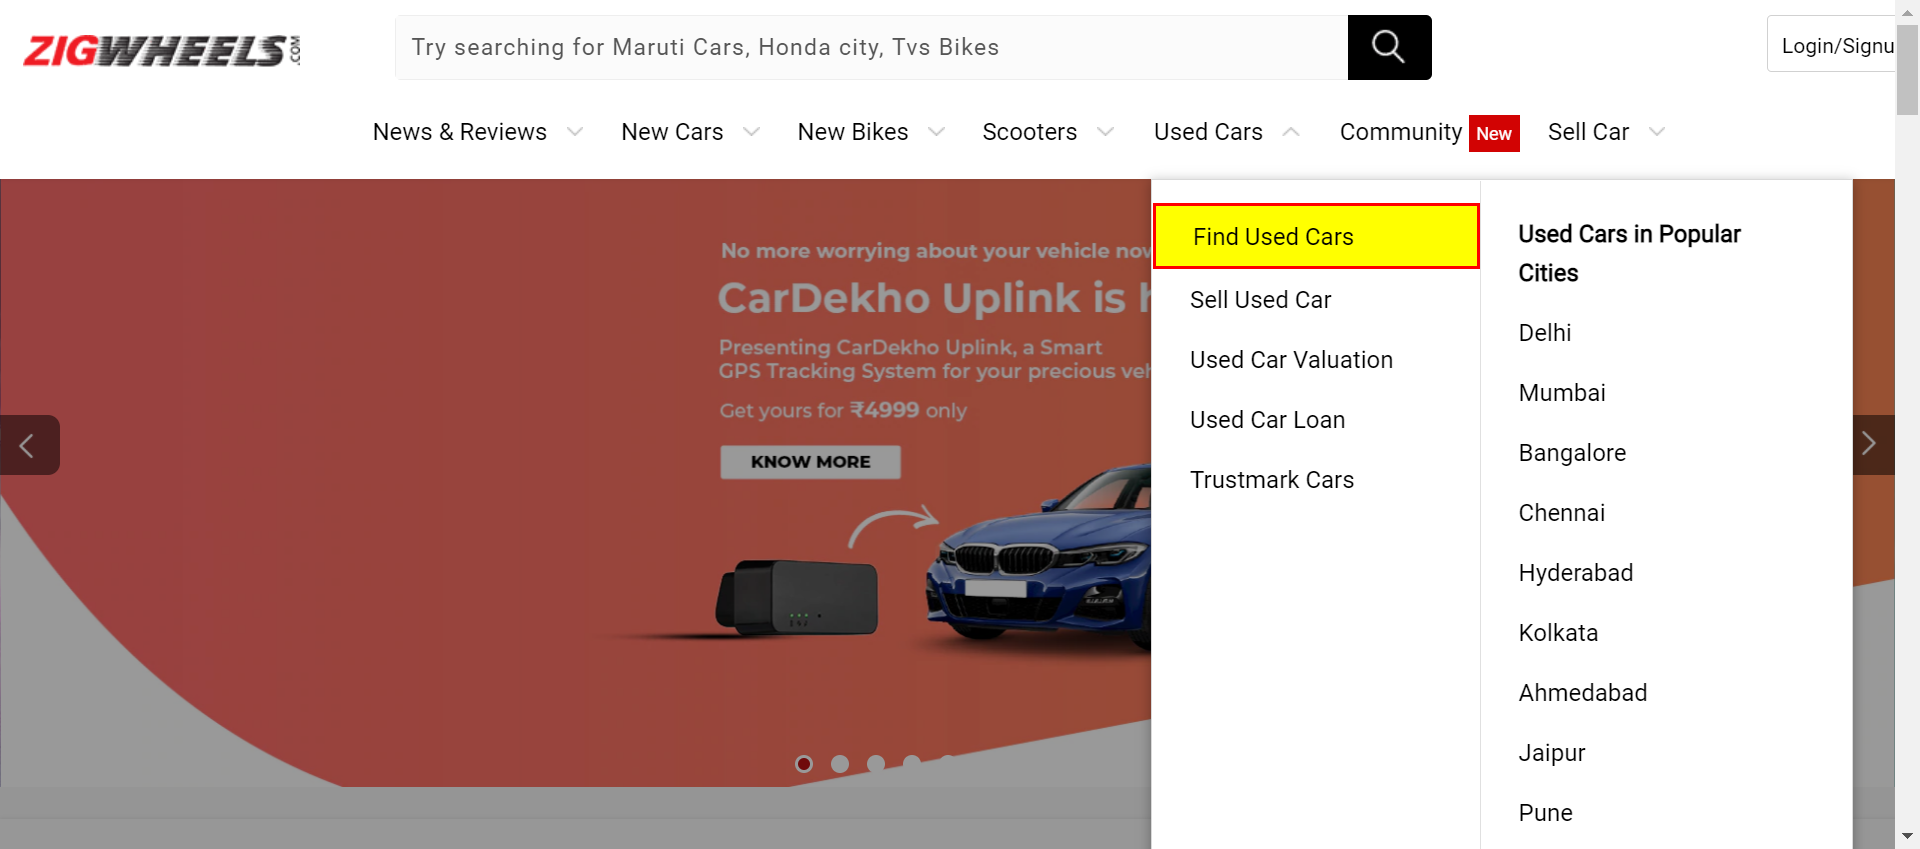 ZIGWHEELS.COM
Try searching for Maruti Cars, Honda city, Tvs Bikes
Login/Signu
News & Reviews
New Cars
New Bikes
Scooters
Used Cars
Community New
Sell Car
No more worrying about your vehicle now
CarDekho Uplink is h
Presenting CarDekho Uplink, a Smart
GPS Tracking System for your precious veh
Get yours for ₹4999 only
KNOW MORE
Find Used Cars
Sell Used Car
Used Car Valuation
Used Car Loan
Trustmark Cars
Used Cars in Popular
Cities
Delhi
Mumbai
Bangalore
Chennai
Hyderabad
Kolkata
Ahmedabad
Jaipur
Pune